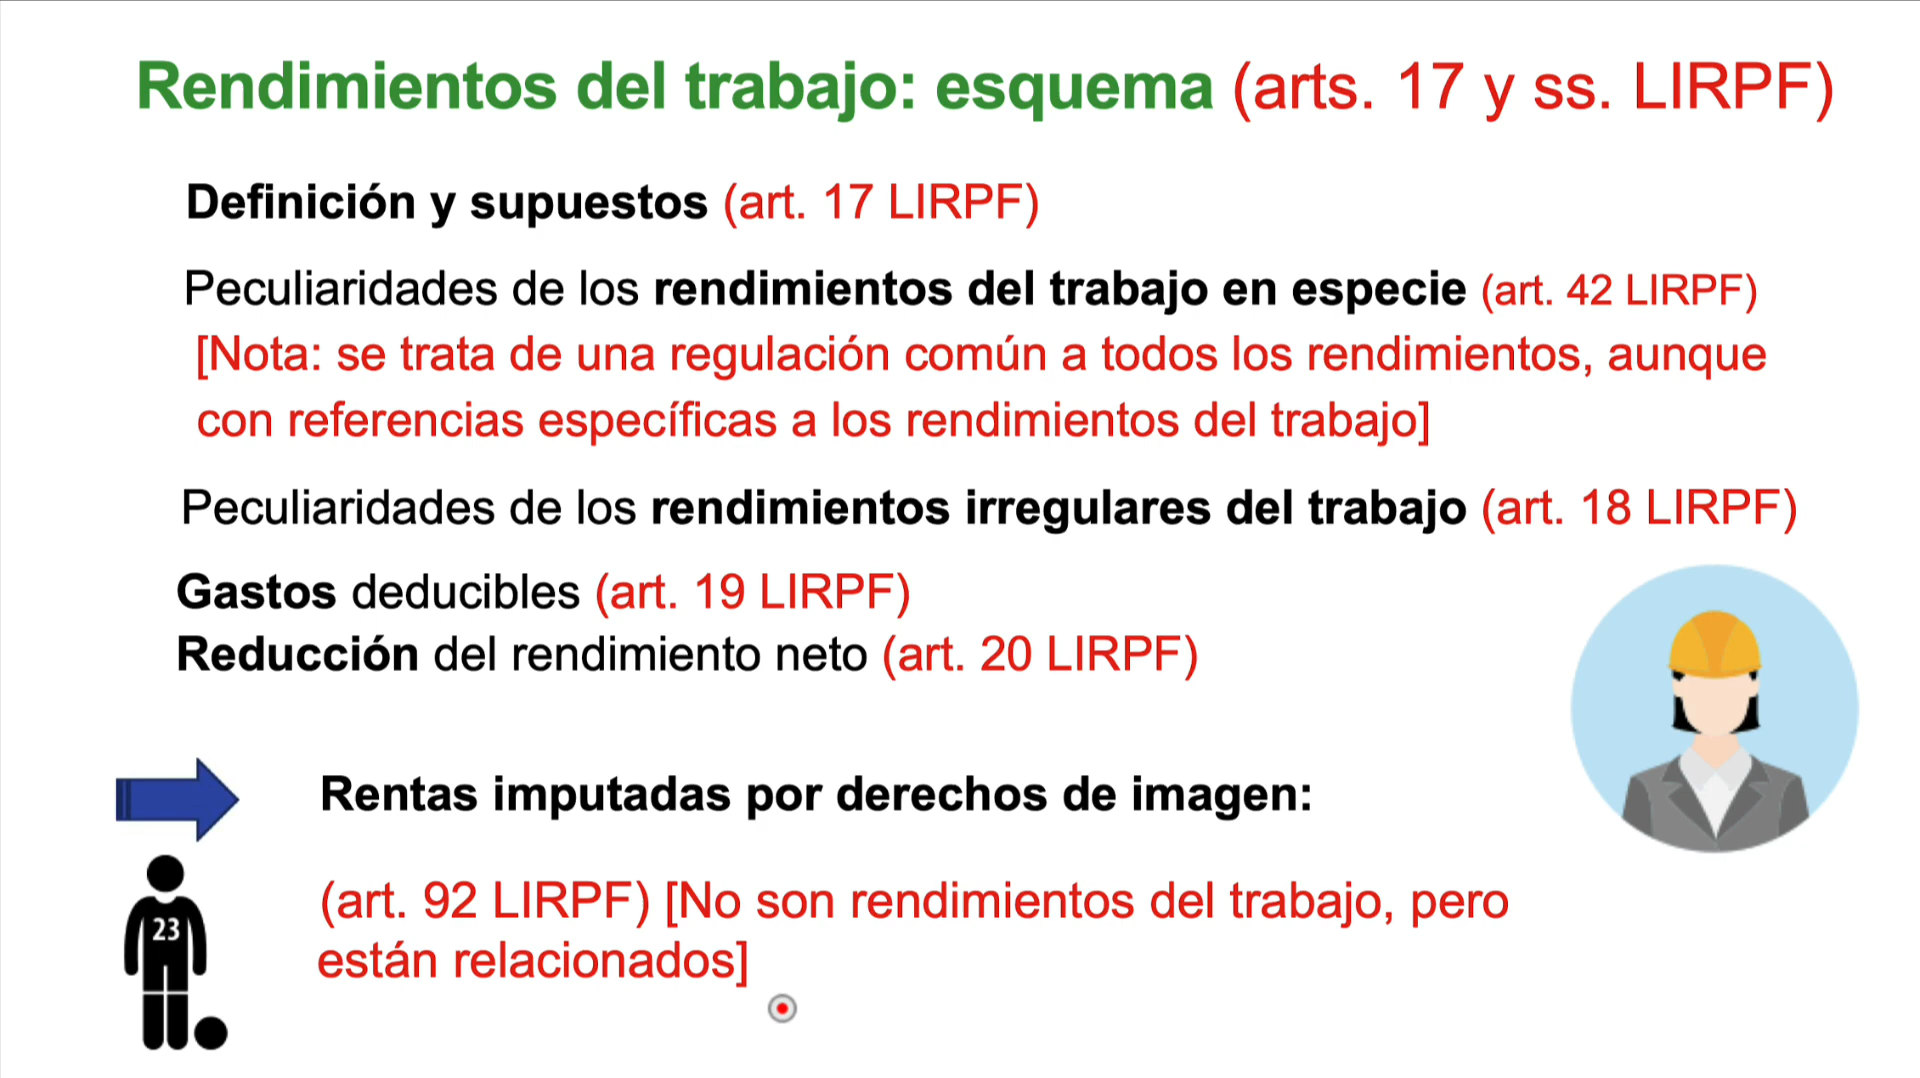 Rendimientos del trabajo: esquema (arts. 17 y ss. LIRPF)
Definición y supuestos (art. 17 LIRPF)
Peculiaridades de los rendimientos del trabajo en especie (art. 42 LIRPF)
[Nota: se trata de una regulación común a todos los rendimientos, aunque
con referencias específicas a los rendimientos del trabajo]
Peculiaridades de los rendimientos irregulares del trabajo (art. 18 LIRPF)
Gastos deducibles (art. 19 LIRPF)
Reducción del rendimiento neto (art. 20 LIRPF)
Rentas imputadas por derechos de imagen:
(art. 92 LIRPF) [No son rendimientos del trabajo, pero
están relacionados]
23